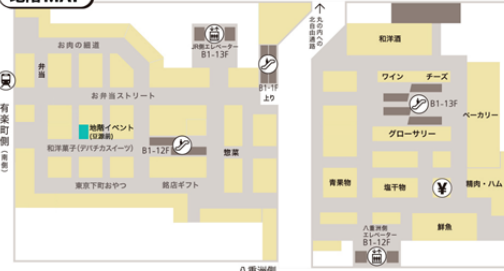 地階MAP
丸の内への
北自由通路
お肉の細道
JR側エレベーター
B1-13F
弁当
B1-1F
上り
お弁当ストリート
有楽町側
(南側)
地階イベント
和洋菓子(デパチカスイーツ)
B1-12F
惣菜
東京下町おやつ
銘店ギフト
八重洲側
和洋酒
ワイン
チーズ
B1-13F
ベーカリー
グローサリー
青果物
塩干物
¥
精肉・ハム
八重洲側
エレベーター
B1-12F
鮮魚